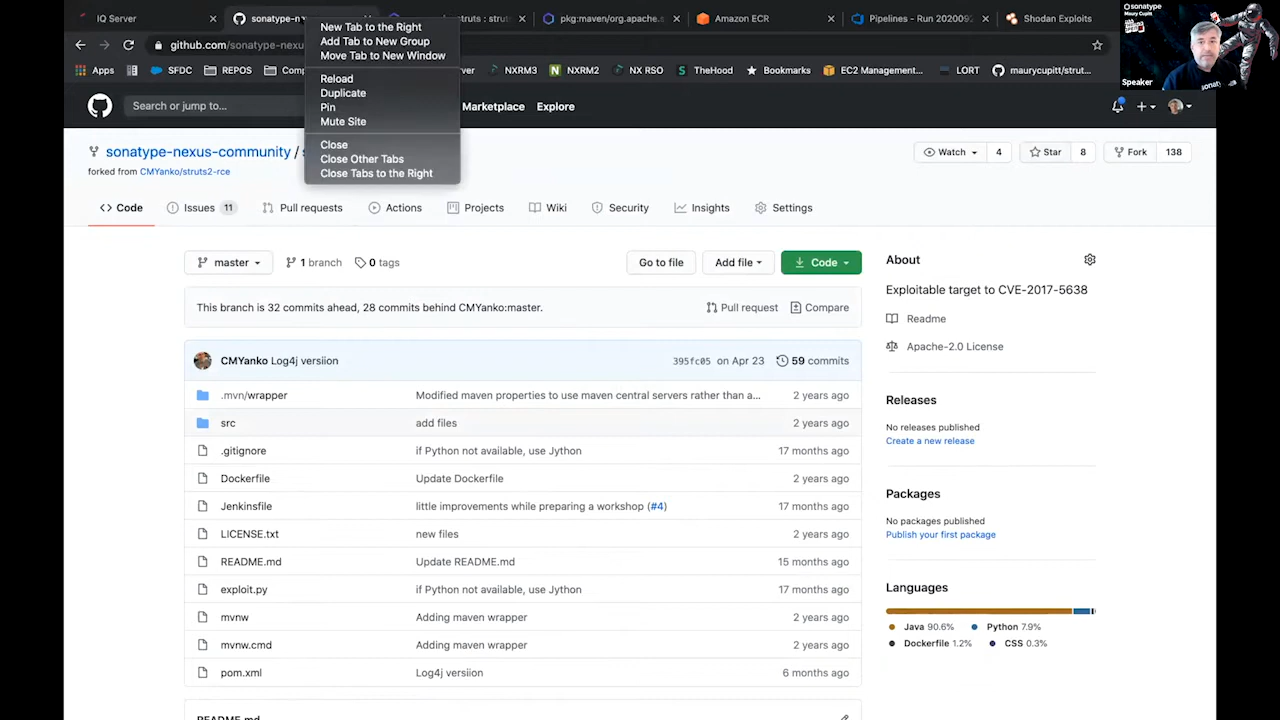 IQ Server
sonatype-n
struts : strut
pkg:maven/org.apache.s
Amazon ECR
Pipelines - Run 2020092
Shodan Exploits
sonatype
Maury Cupitt
Speaker
github.com/sonatype-nexu
New Tab to the Right
Add Tab to New Group
Move Tab to New Window
Reload
Duplicate
Pin
Mute Site
Close
Close Other Tabs
Close Tabs to the Right
Apps
SFDC
REPOS
Comp
ver
NXRM3
NXRM2
NX RSO
TheHood
Bookmarks
EC2 Management...
LORT
maurycupitt/strut...
Search or jump to...
Marketplace
Explore
sonatype-nexus-community / s
forked from CMYanko/struts2-rce
Watch 4
Star 8
Fork 138
Code
Issues 11
Pull requests
Actions
Projects
Wiki
Security
Insights
Settings
master
1 branch
0 tags
Go to file
Add file
Code
This branch is 32 commits ahead, 28 commits behind CMYanko:master.
Pull request
Compare
CMYanko Log4j versiion
395fc05 on Apr 23
59 commits
.mvn/wrapper Modified maven properties to use maven central servers rather than a... 2 years ago
src add files 2 years ago
.gitignore if Python not available, use Jython 17 months ago
Dockerfile Update Dockerfile 2 years ago
Jenkinsfile little improvements while preparing a workshop (#4) 17 months ago
LICENSE.txt new files 2 years ago
README.md Update README.md 15 months ago
exploit.py if Python not available, use Jython 17 months ago
mvnw Adding maven wrapper 2 years ago
mvnw.cmd Adding maven wrapper 2 years ago
pom.xml Log4j versiion 6 months ago
README.md
About
Exploitable target to CVE-2017-5638
Readme
Apache-2.0 License
Releases
No releases published
Create a new release
Packages
No packages published
Publish your first package
Languages
Java 90.6%
Python 7.9%
Dockerfile 1.2%
CSS 0.3%